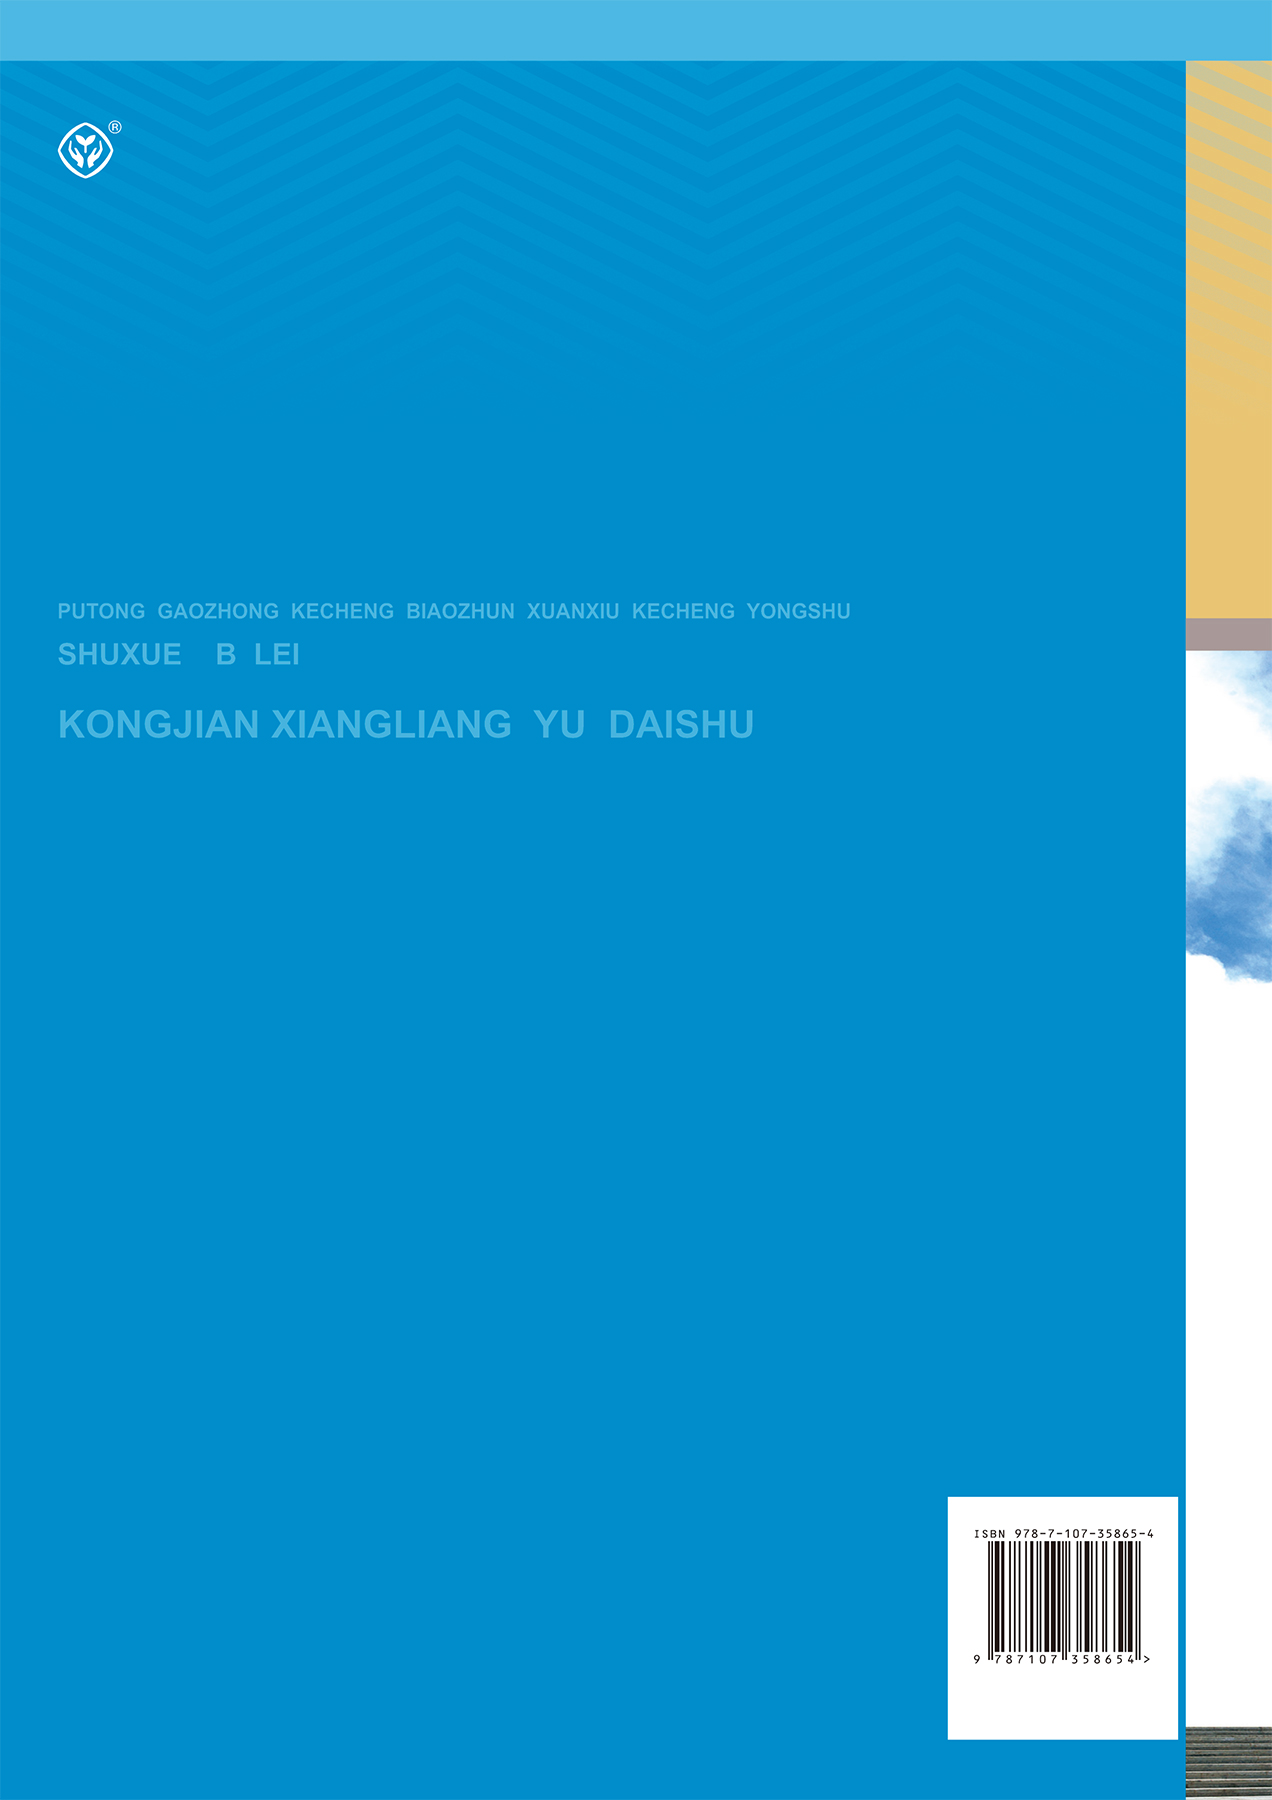 ®
PUTONG GAOZHONG KECHENG BIAOZHUN XUANXIU KECHENG YONGSHU
SHUXUE B LEI
KONGJIAN XIANGLIANG YU DAISHU
ISBN 978-7-107-35865-4
9 787107 358654 >